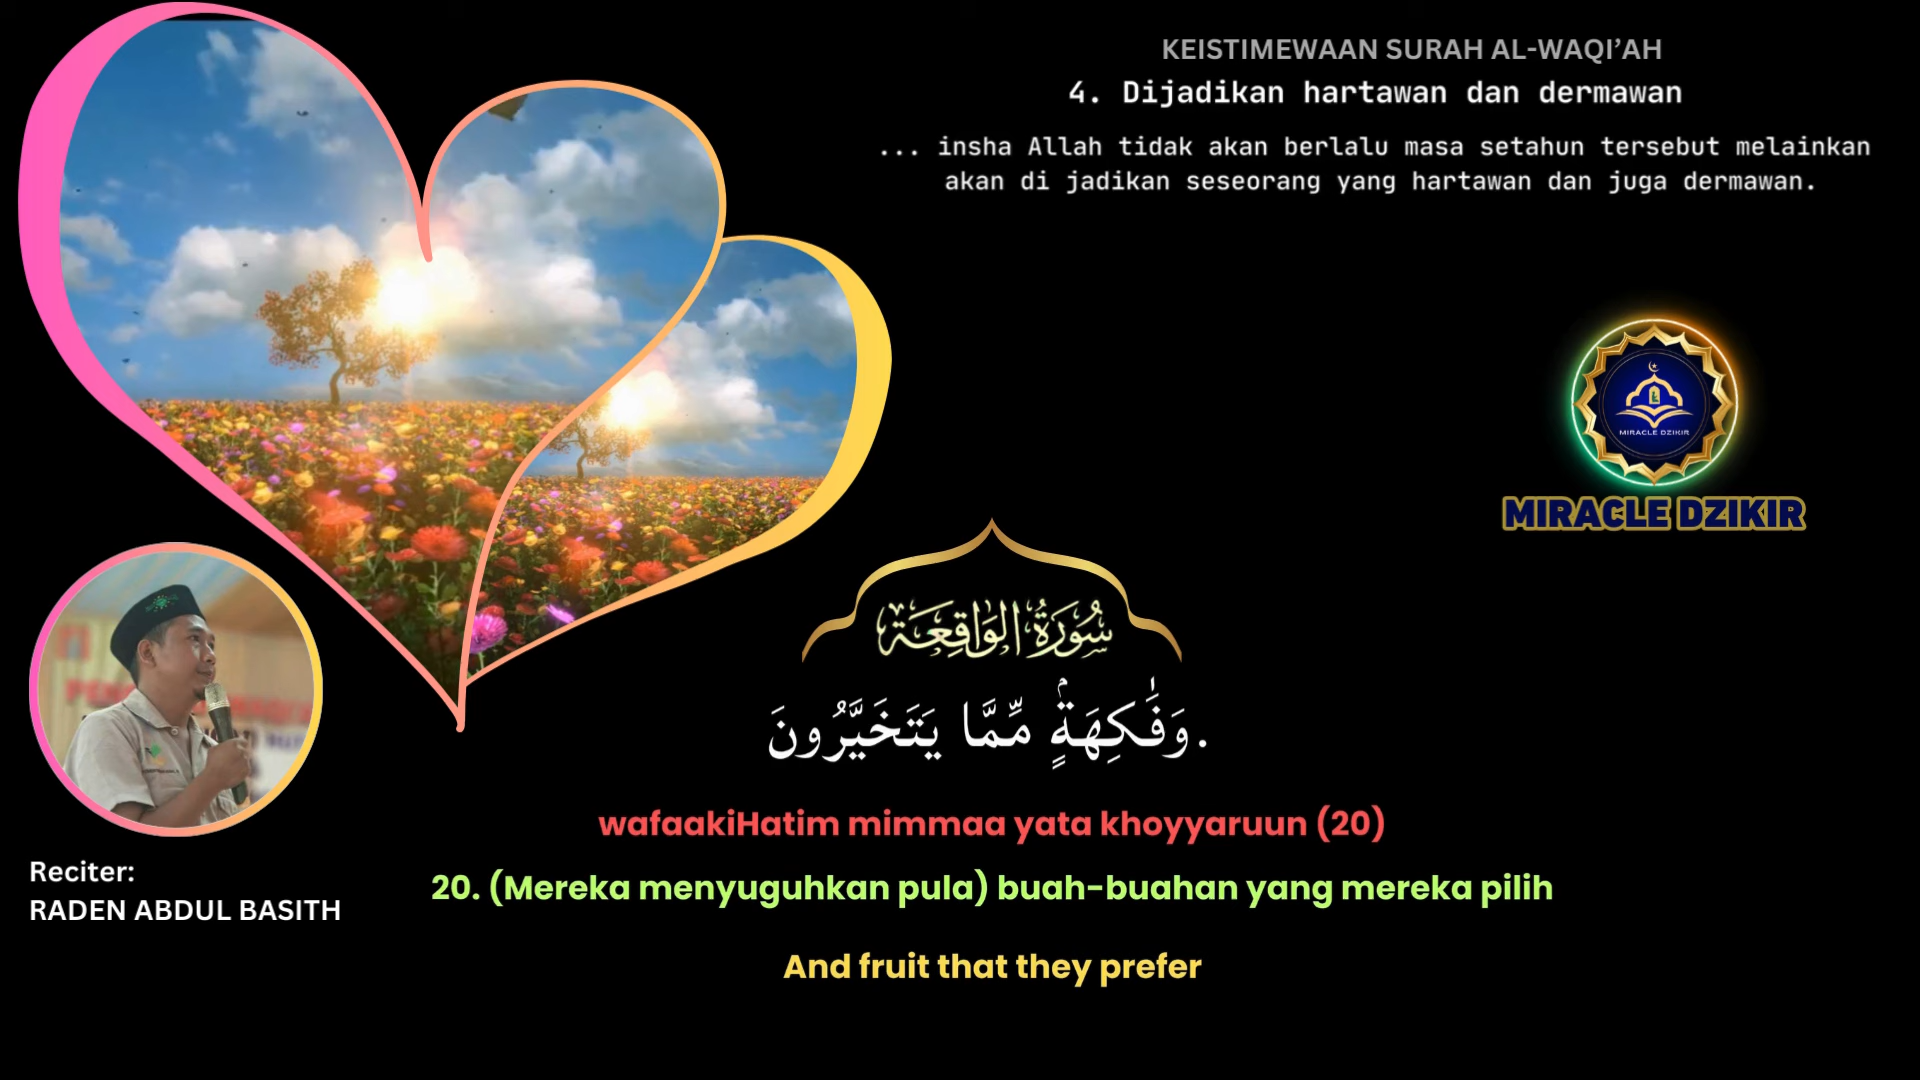 KEISTIMEWAAN SURAH AL-WAQI’AH
4. Dijadikan hartawan dan dermawan
... insha Allah tidak akan berlalu masa setahun tersebut melainkan
akan di jadikan seseorang yang hartawan dan juga dermawan.
MIRACLE DZIKIR
MIRACLE DZIKIR
سُوْرَةُ الوَاقِعَة
وَفَٰكِهَةٍۢ مِّمَّا يَتَخَيَّرُونَ.
wafaakiHatim mimmaa yata khoyyaruun (20)
20. (Mereka menyuguhkan pula) buah-buahan yang mereka pilih
And fruit that they prefer
Reciter:
RADEN ABDUL BASITH